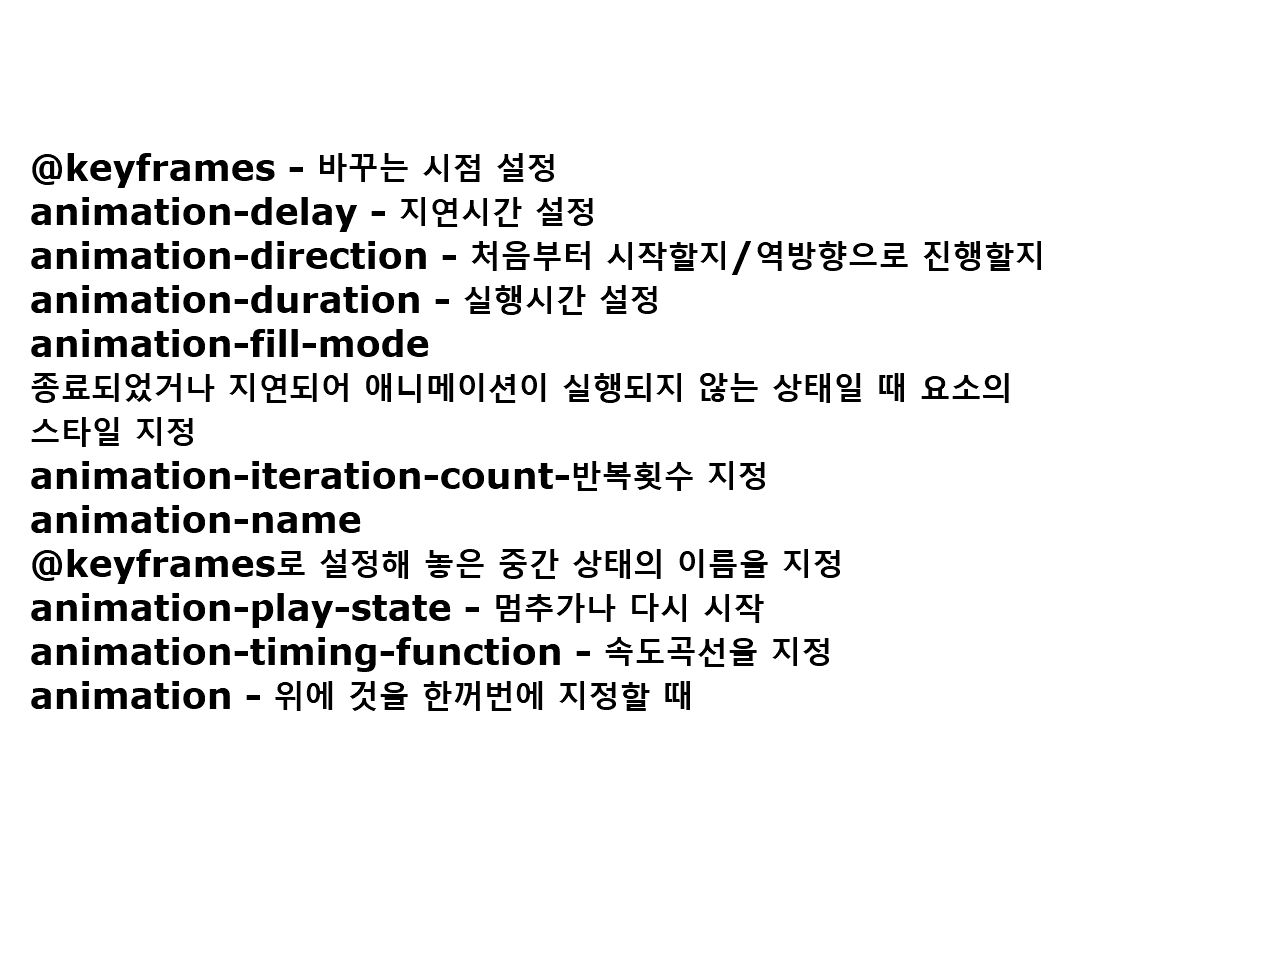 @keyframes - 바꾸는 시점 설정
animation-delay - 지연시간 설정
animation-direction - 처음부터 시작할지/역방향으로 진행할지
animation-duration - 실행시간 설정
animation-fill-mode
종료되었거나 지연되어 애니메이션이 실행되지 않는 상태일 때 요소의
스타일 지정
animation-iteration-count-반복횟수 지정
animation-name
@keyframes로 설정해 놓은 중간 상태의 이름을 지정
animation-play-state - 멈추가나 다시 시작
animation-timing-function - 속도곡선을 지정
animation - 위에 것을 한꺼번에 지정할 때